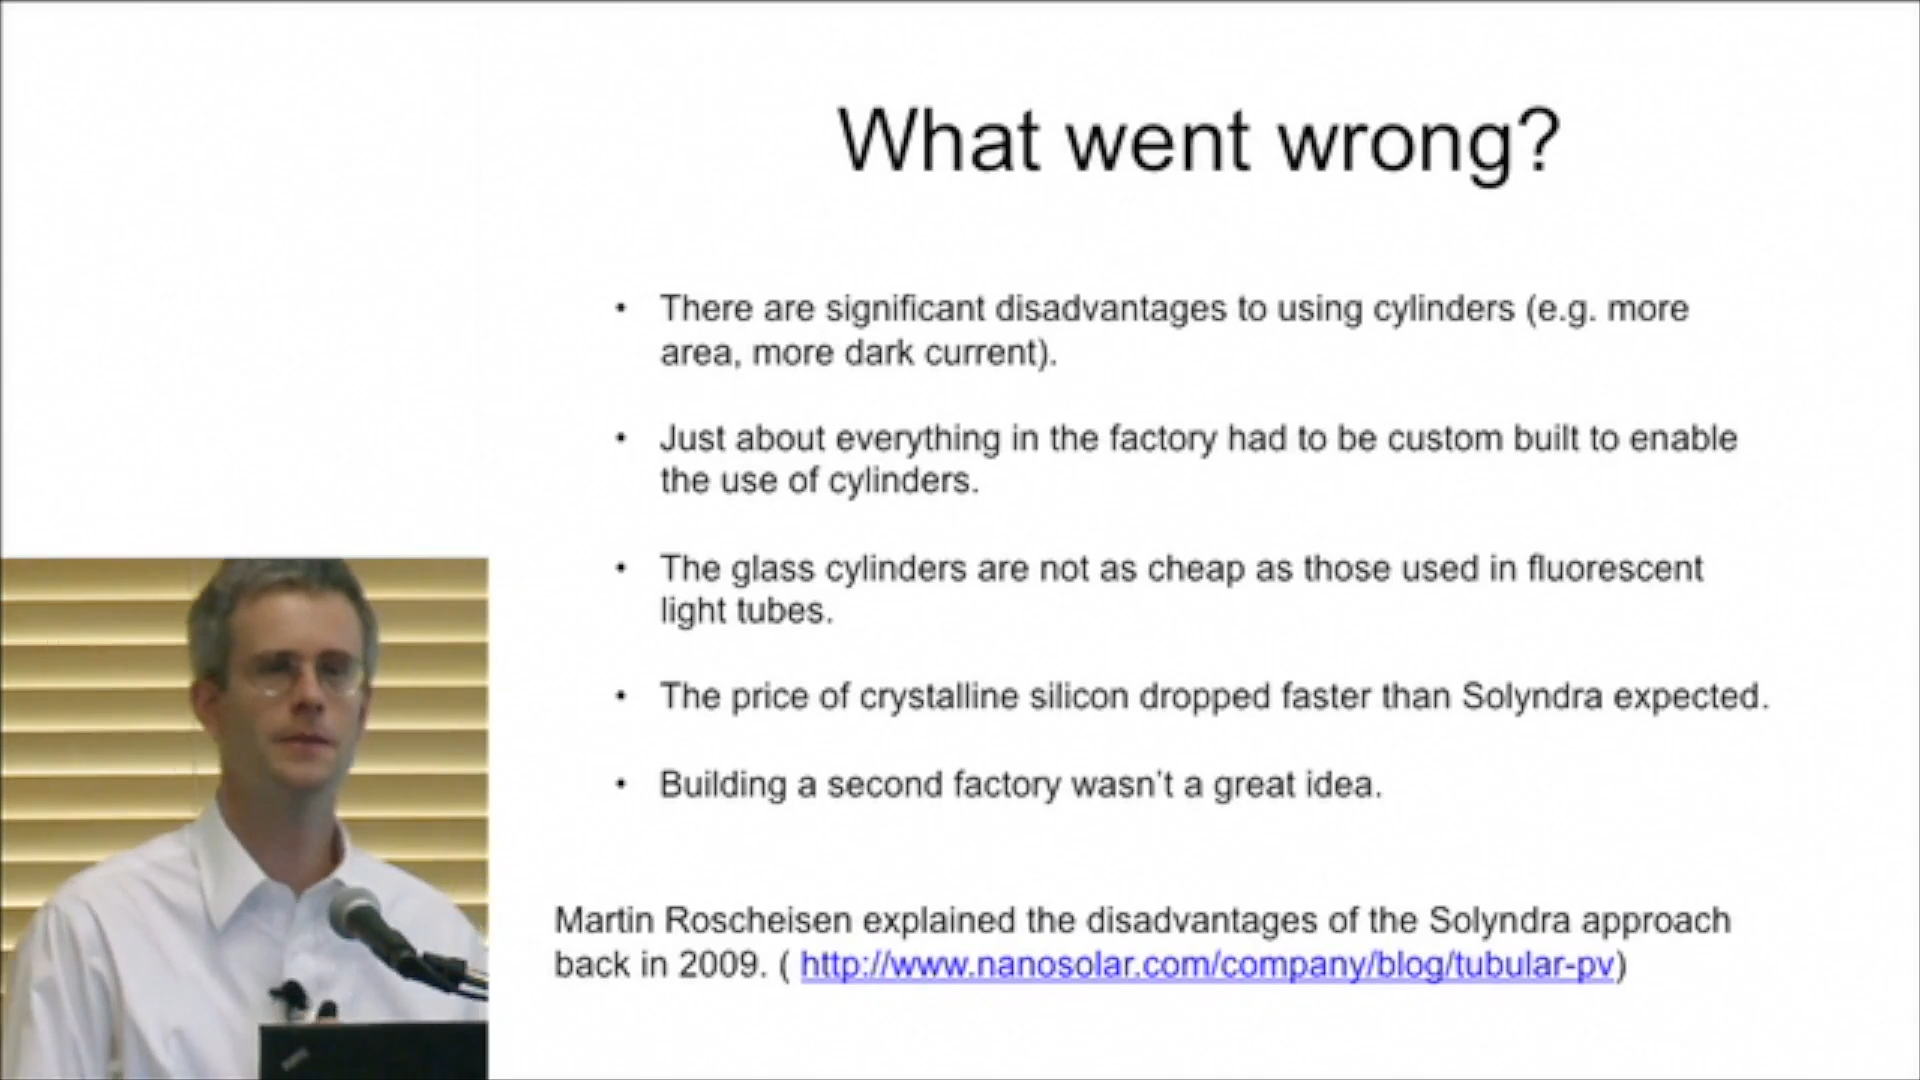 What went wrong?
• There are significant disadvantages to using cylinders (e.g. more
area, more dark current).
• Just about everything in the factory had to be custom built to enable
the use of cylinders.
• The glass cylinders are not as cheap as those used in fluorescent
light tubes.
• The price of crystalline silicon dropped faster than Solyndra expected.
• Building a second factory wasn't a great idea.
Martin Roscheisen explained the disadvantages of the Solyndra approach
back in 2009. ( http://www.nanosolar.com/company/blog/tubular-pv)